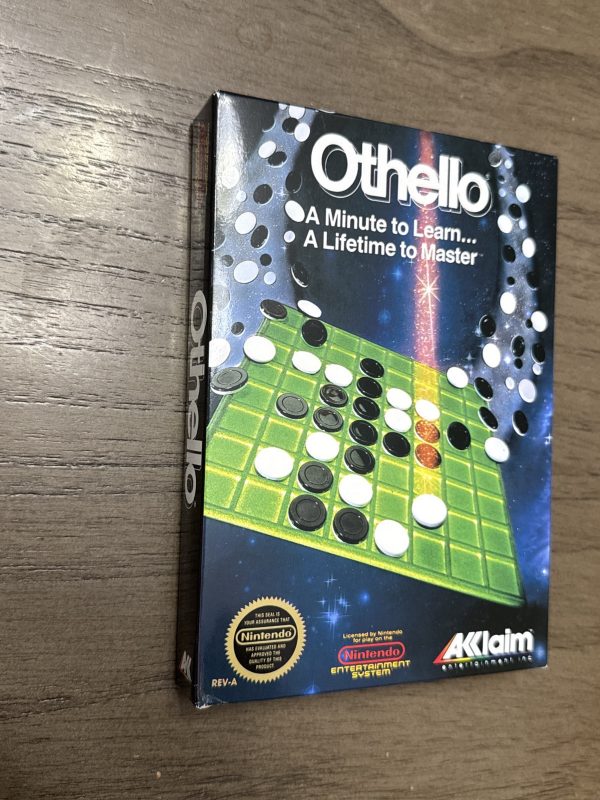 Othello
A Minute to Learn...
A Lifetime to Master
Othello
THIS SEAL IS
YOUR ASSURANCE THAT
Nintendo
HAS EVALUATED AND
APPROVED THE
QUALITY OF THIS
PRODUCT.
REV-A
Licensed by Nintendo
for play on the
Nintendo
ENTERTAINMENT
SYSTEM
AKKlaim
entertainment, inc.